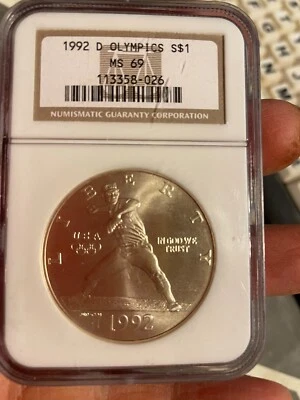 1992 D OLYMPICS S$1
MS 69
113358-026
NUMISMATIC GUARANTY CORPORATION
LIBERTY
USA
IN GOD WE
TRUST
1992